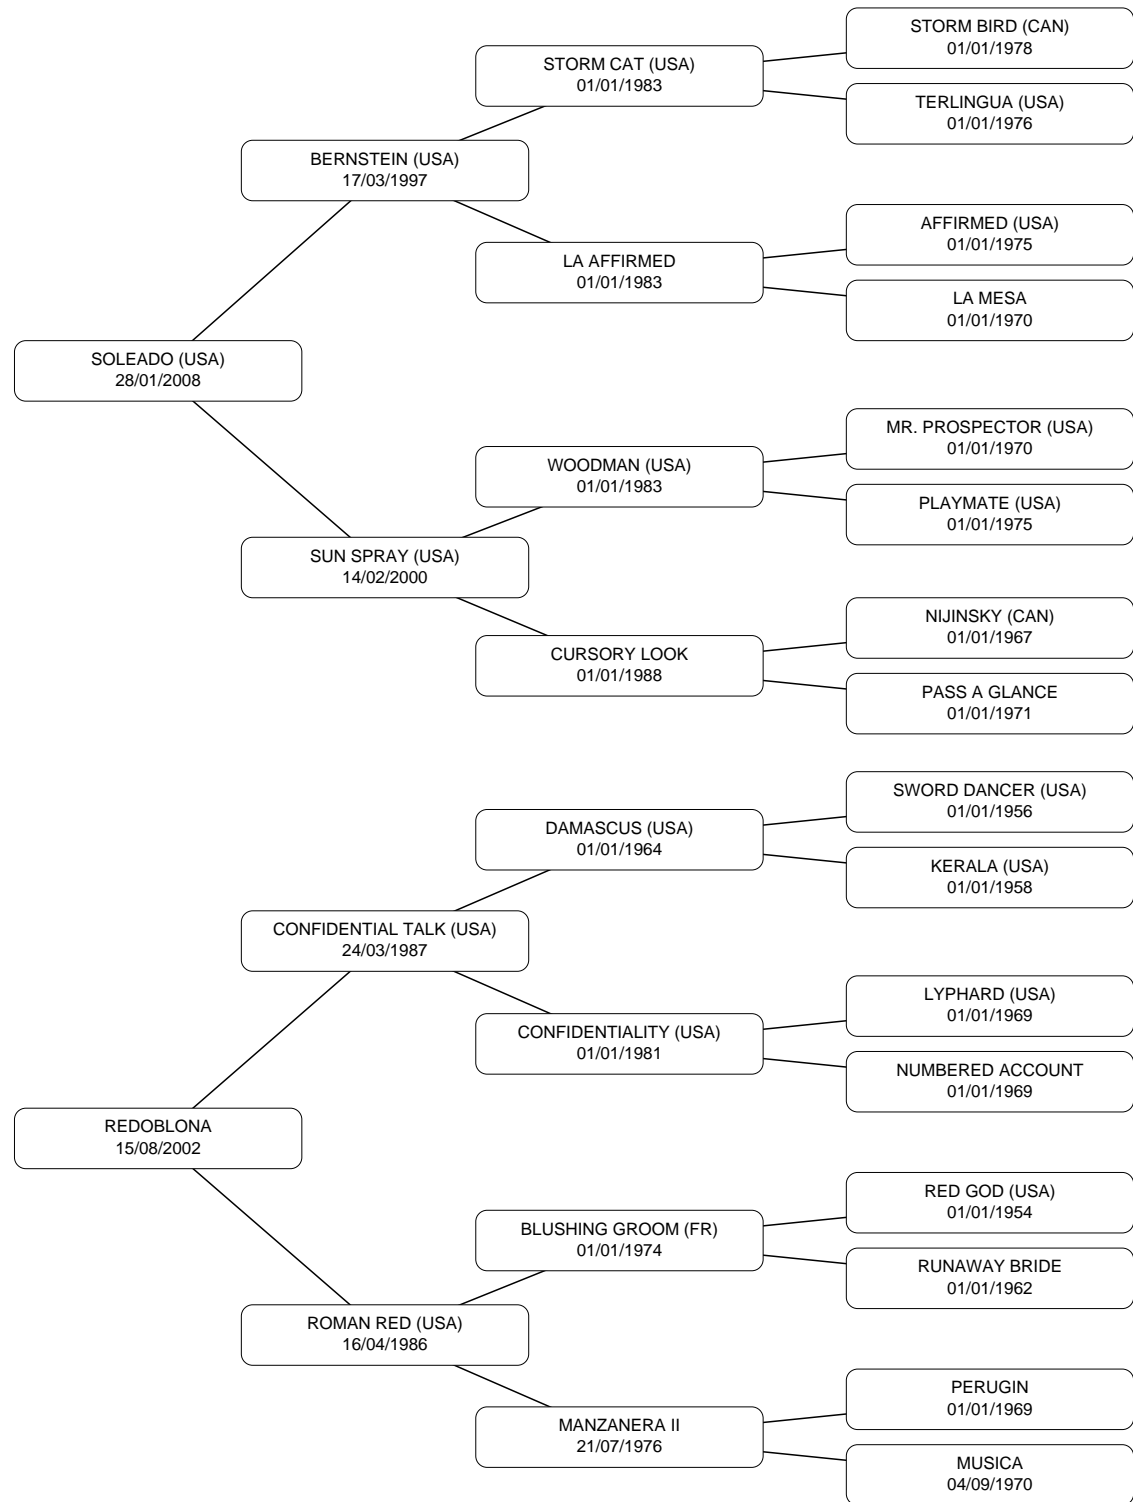 STORM BIRD (CAN)
01/01/1978
STORM CAT (USA)
01/01/1983
TERLINGUA (USA)
01/01/1976
BERNSTEIN (USA)
17/03/1997
AFFIRMED (USA)
01/01/1975
LA AFFIRMED
01/01/1983
LA MESA
01/01/1970
SOLEADO (USA)
28/01/2008
MR. PROSPECTOR (USA)
01/01/1970
WOODMAN (USA)
01/01/1983
PLAYMATE (USA)
01/01/1975
SUN SPRAY (USA)
14/02/2000
NIJINSKY (CAN)
01/01/1967
CURSORY LOOK
01/01/1988
PASS A GLANCE
01/01/1971
SWORD DANCER (USA)
01/01/1956
DAMASCUS (USA)
01/01/1964
KERALA (USA)
01/01/1958
CONFIDENTIAL TALK (USA)
24/03/1987
LYPHARD (USA)
01/01/1969
CONFIDENTIALITY (USA)
01/01/1981
NUMBERED ACCOUNT
01/01/1969
REDOBLONA
15/08/2002
RED GOD (USA)
01/01/1954
BLUSHING GROOM (FR)
01/01/1974
RUNAWAY BRIDE
01/01/1962
ROMAN RED (USA)
16/04/1986
PERUGIN
01/01/1969
MANZANERA II
21/07/1976
MUSICA
04/09/1970